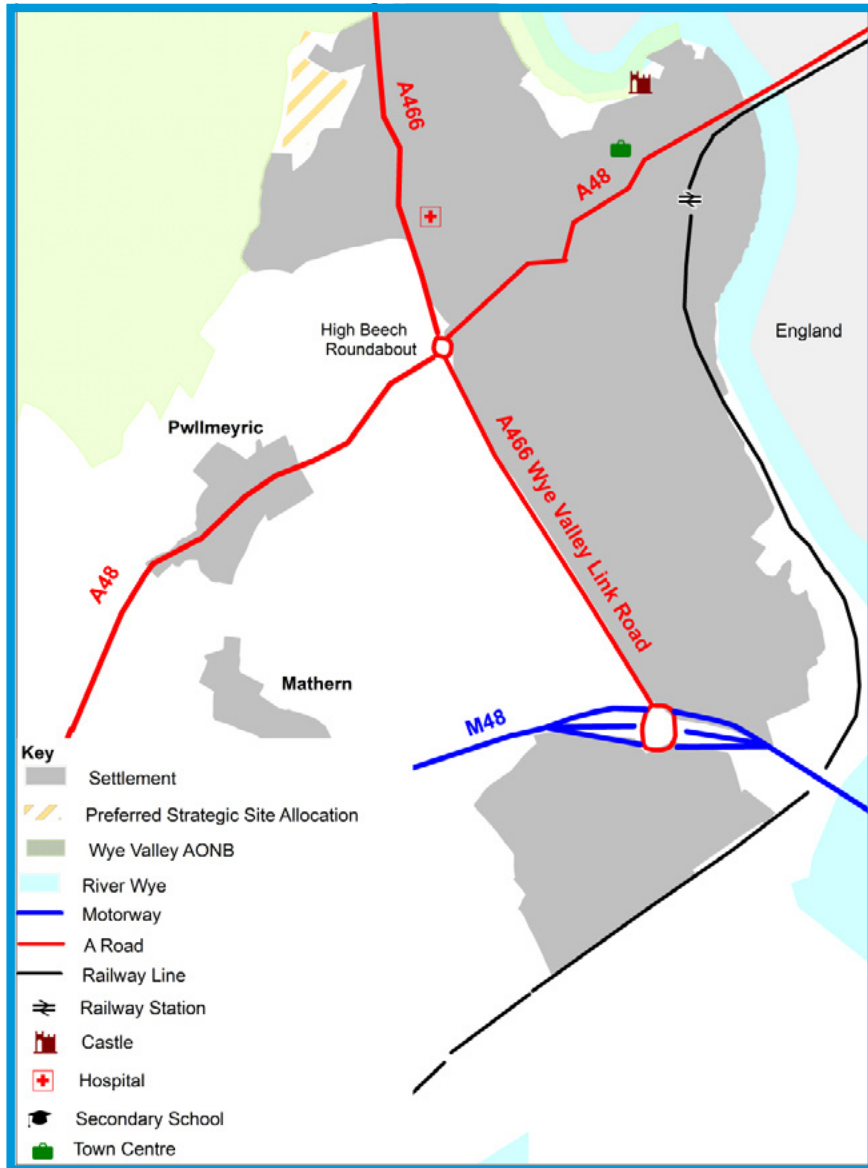 A466
A48
High Beech
Roundabout
England
Pwllmeyric
A466 Wye Valley Link Road
A48
Mathern
M48
Key
Settlement
Preferred Strategic Site Allocation
Wye Valley AONB
River Wye
Motorway
A Road
Railway Line
Railway Station
Castle
Hospital
Secondary School
Town Centre